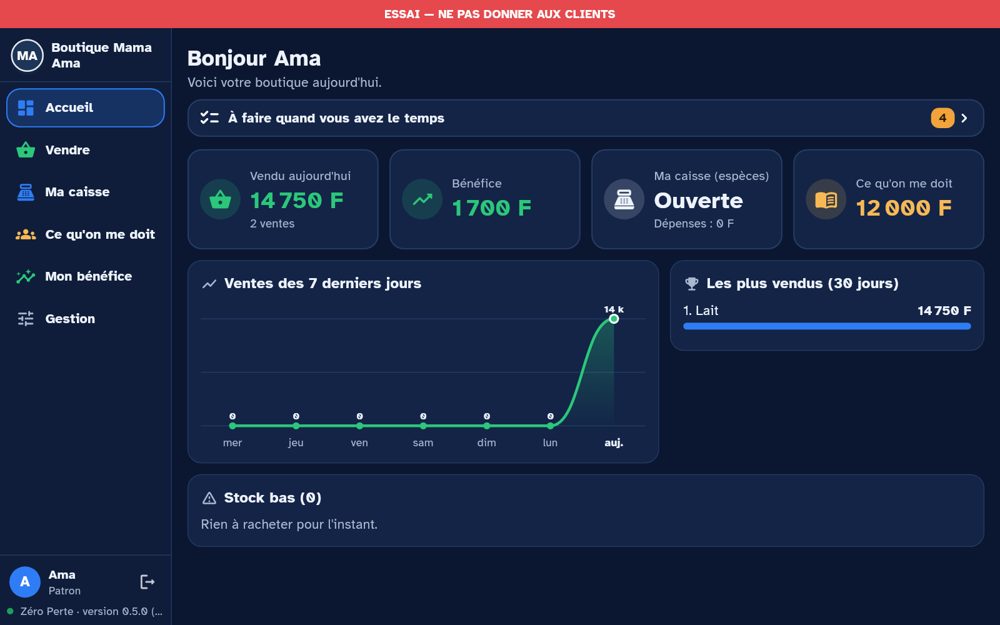 ESSAI — NE PAS DONNER AUX CLIENTS
MA
Boutique Mama
Ama
Accueil
Vendre
Ma caisse
Ce qu'on me doit
Mon bénéfice
Gestion
A
Ama
Patron
Zéro Perte · version 0.5.0 (…
Bonjour Ama
Voici votre boutique aujourd'hui.
À faire quand vous avez le temps
4
Vendu aujourd'hui
14 750 F
2 ventes
Bénéfice
1 700 F
Ma caisse (espèces)
Ouverte
Dépenses : 0 F
Ce qu'on me doit
12 000 F
Ventes des 7 derniers jours
14 k
0 0 0 0 0 0
mer jeu ven sam dim lun auj.
Les plus vendus (30 jours)
1. Lait 14 750 F
Stock bas (0)
Rien à racheter pour l'instant.